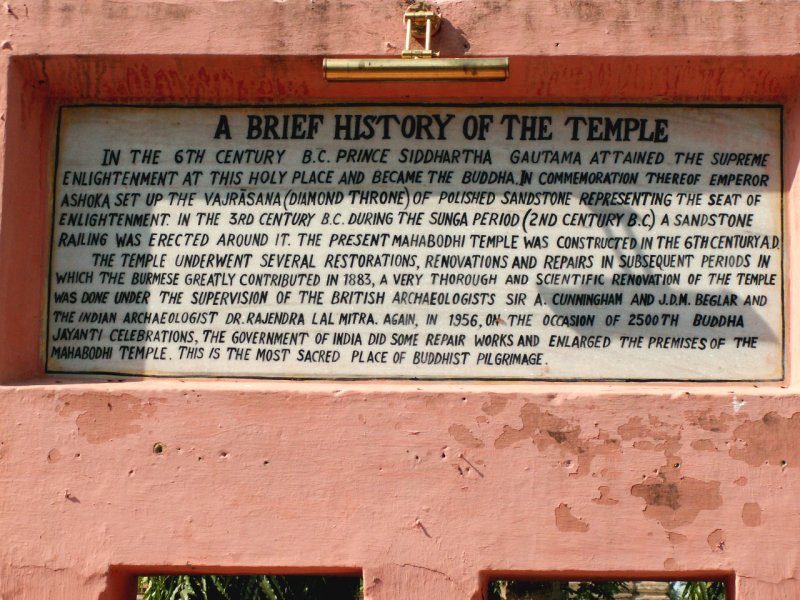 A BRIEF HISTORY OF THE TEMPLE
IN THE 6TH CENTURY B.C. PRINCE SIDDHARTHA GAUTAMA ATTAINED THE SUPREME
ENLIGHTENMENT AT THIS HOLY PLACE AND BECAME THE BUDDHA. IN COMMEMORATION THEREOF EMPEROR
ASHOKA SET UP THE VAJRĀSANA (DIAMOND THRONE) OF POLISHED SANDSTONE REPRESENTING THE SEAT OF
ENLIGHTENMENT. IN THE 3RD CENTURY B.C. DURING THE SUNGA PERIOD (2ND CENTURY B.C.) A SANDSTONE
RAILING WAS ERECTED AROUND IT. THE PRESENT MAHABODHI TEMPLE WAS CONSTRUCTED IN THE 6TH CENTURY A.D.
THE TEMPLE UNDERWENT SEVERAL RESTORATIONS, RENOVATIONS AND REPAIRS IN SUBSEQUENT PERIODS IN
WHICH THE BURMESE GREATLY CONTRIBUTED IN 1883, A VERY THOROUGH AND SCIENTIFIC RENOVATION OF THE TEMPLE
WAS DONE UNDER THE SUPERVISION OF THE BRITISH ARCHAEOLOGISTS SIR A. CUNNINGHAM AND J.D.M. BEGLAR AND
THE INDIAN ARCHAEOLOGIST DR. RAJENDRA LAL MITRA. AGAIN, IN 1956, ON THE OCCASION OF 2500TH BUDDHA
JAYANTI CELEBRATIONS, THE GOVERNMENT OF INDIA DID SOME REPAIR WORKS AND ENLARGED THE PREMISES OF THE
MAHABODHI TEMPLE. THIS IS THE MOST SACRED PLACE OF BUDDHIST PILGRIMAGE.